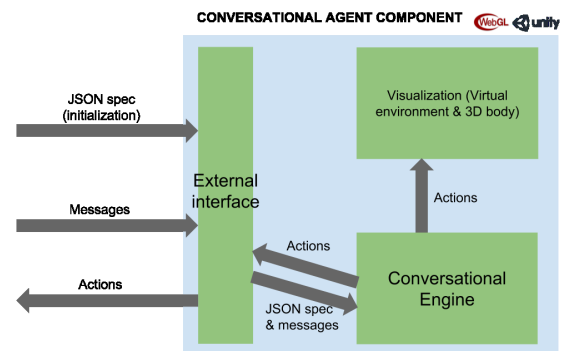 CONVERSATIONAL AGENT COMPONENT
WebGL
unity
JSON spec
(initialization)
Visualization (Virtual
environment & 3D body)
External
interface
Messages
Actions
Actions
Actions
Conversational
Engine
JSON spec
& messages